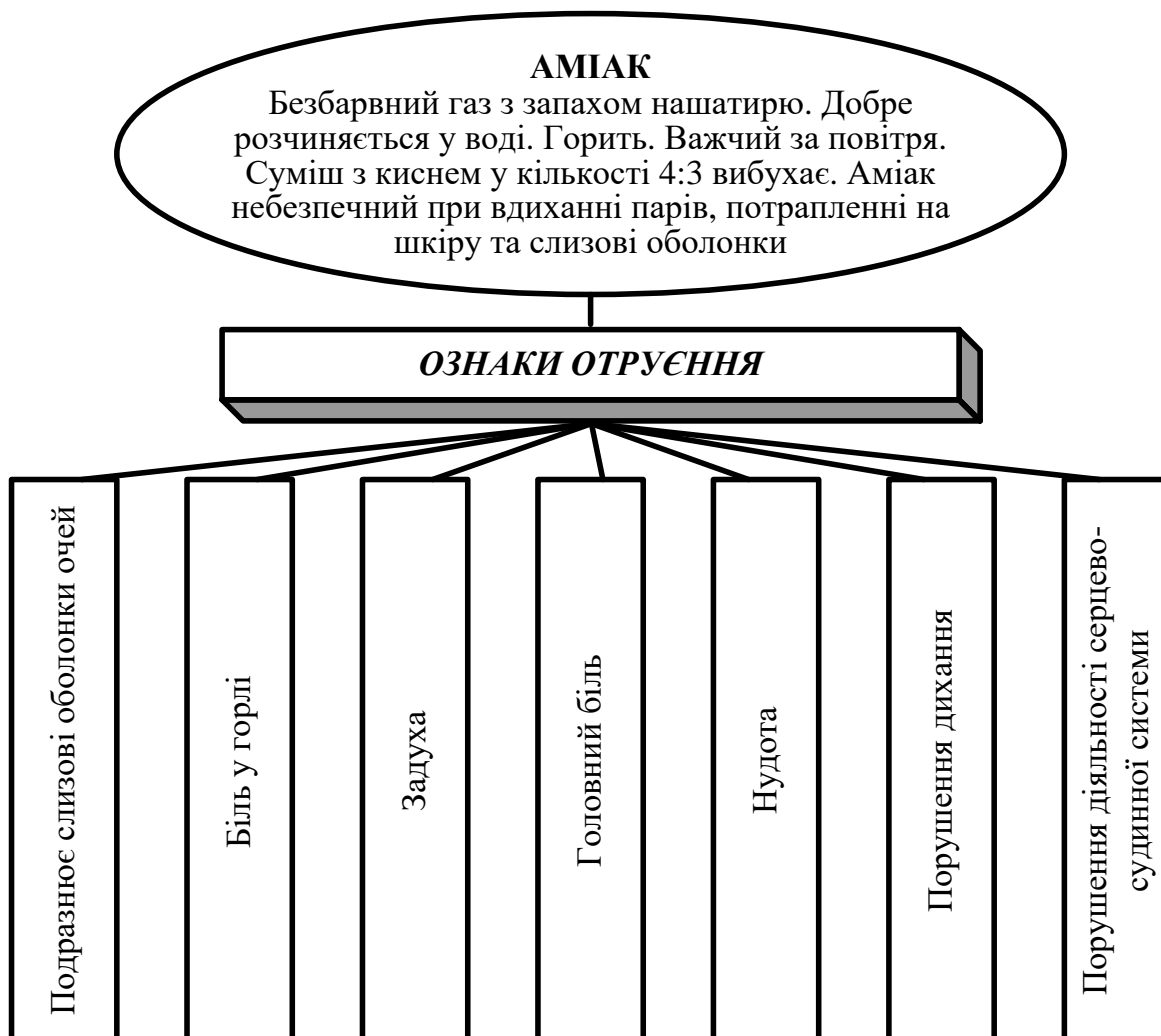 АМІАК
Безбарвний газ з запахом нашатирю. Добре
розчиняється у воді. Горить. Важчий за повітря.
Суміш з киснем у кількості 4:3 вибухає. Аміак
небезпечний при вдиханні парів, потрапленні на
шкіру та слизові оболонки
ОЗНАКИ ОТРУЄННЯ
Подразнює слизові оболонки очей
Біль у горлі
Задуха
Головний біль
Нудота
Порушення дихання
Порушення діяльності серцево-
судинної системи